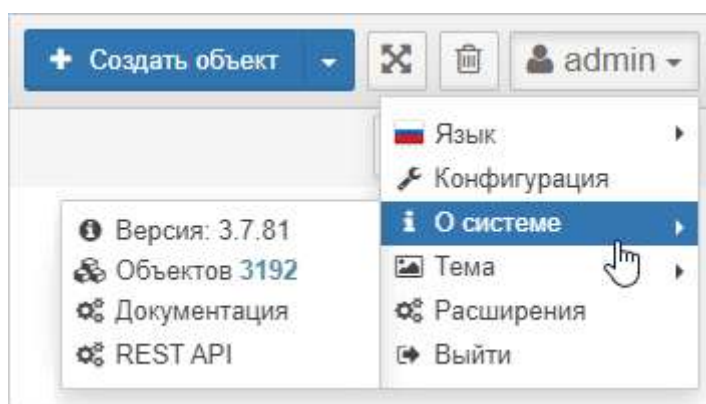 Создать объект
admin
Язык
Конфигурация
О системе
Тема
Расширения
Выйти
Версия: 3.7.81
Объектов 3192
Документация
REST API